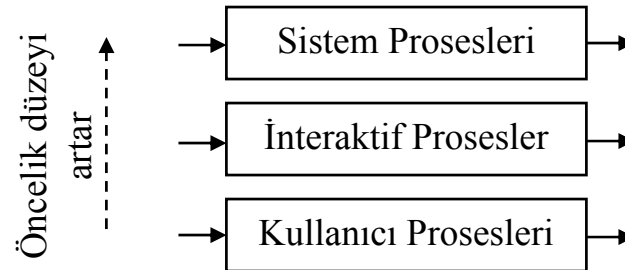 Öncelik düzeyi
artar
Sistem Prosesleri
İnteraktif Prosesler
Kullanıcı Prosesleri